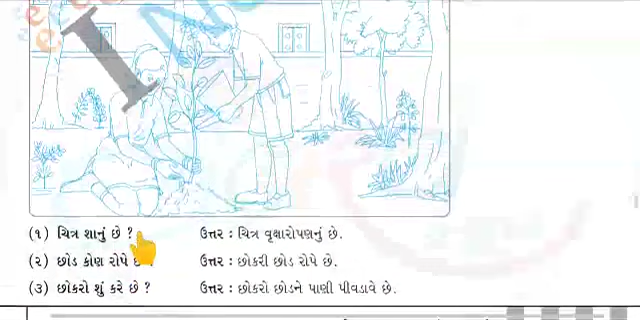 (૧) ચિત્ર શાનું છે ? ઉત્તર : ચિત્ર વૃક્ષારોપણનું છે.
(૨) છોડ કોણ રોપે છે ઉત્તર : છોકરી છોડ રોપે છે.
(૩) છોકરો શું કરે છે ? ઉત્તર : છોકરો છોડને પાણી પીવડાવે છે.